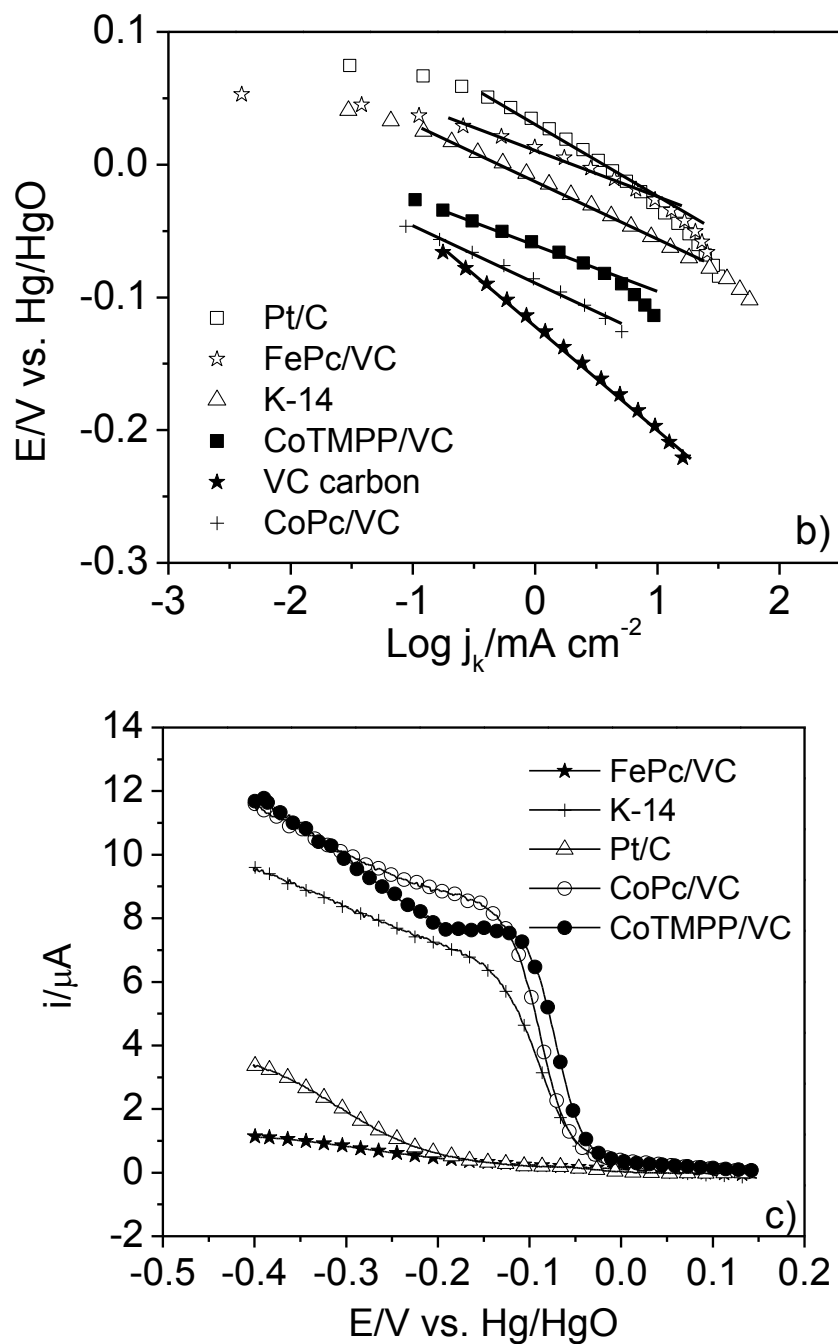 0.1
0.0
-0.1
-0.2
-0.3
E/V vs. Hg/HgO
Pt/C
FePc/VC
K-14
CoTMPP/VC
VC carbon
CoPc/VC
b)
-3 -2 -1 0 1 2
Log jₖ/mA cm⁻²
14
12
10
8
6
4
2
0
-2
i/μA
FePc/VC
K-14
Pt/C
CoPc/VC
CoTMPP/VC
c)
-0.5 -0.4 -0.3 -0.2 -0.1 0.0 0.1 0.2
E/V vs. Hg/HgO